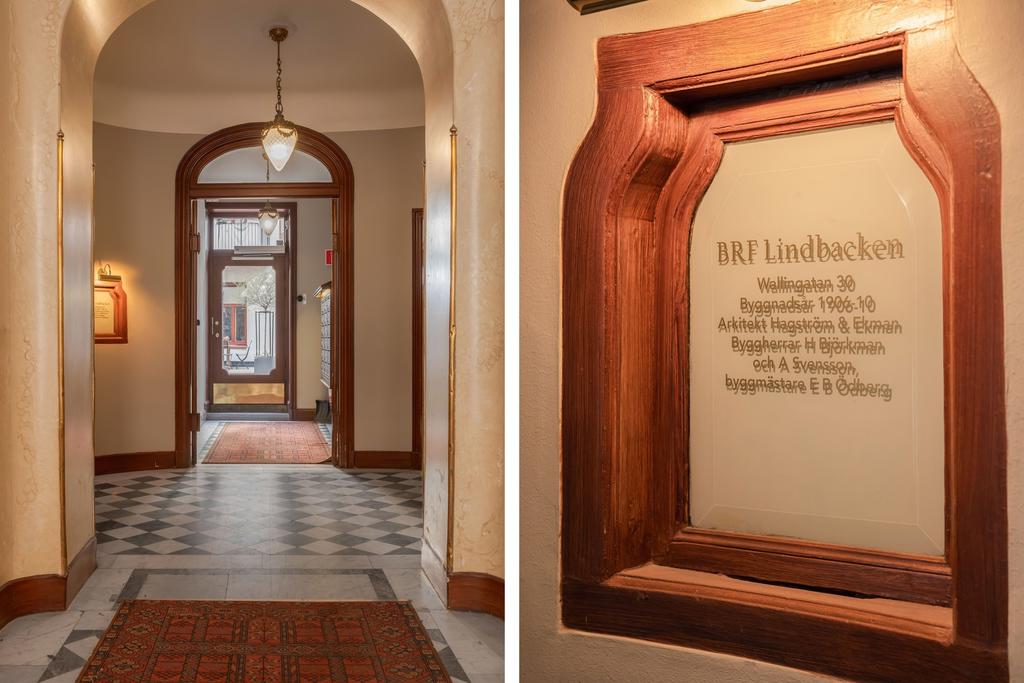 BRF Lindbacken
Wallingatan 30
Byggnadsår 1906-10
Arkitekt Hagström & Ekman
Byggherrar H Björkman
och A Svensson,
byggmästare E B Ödberg